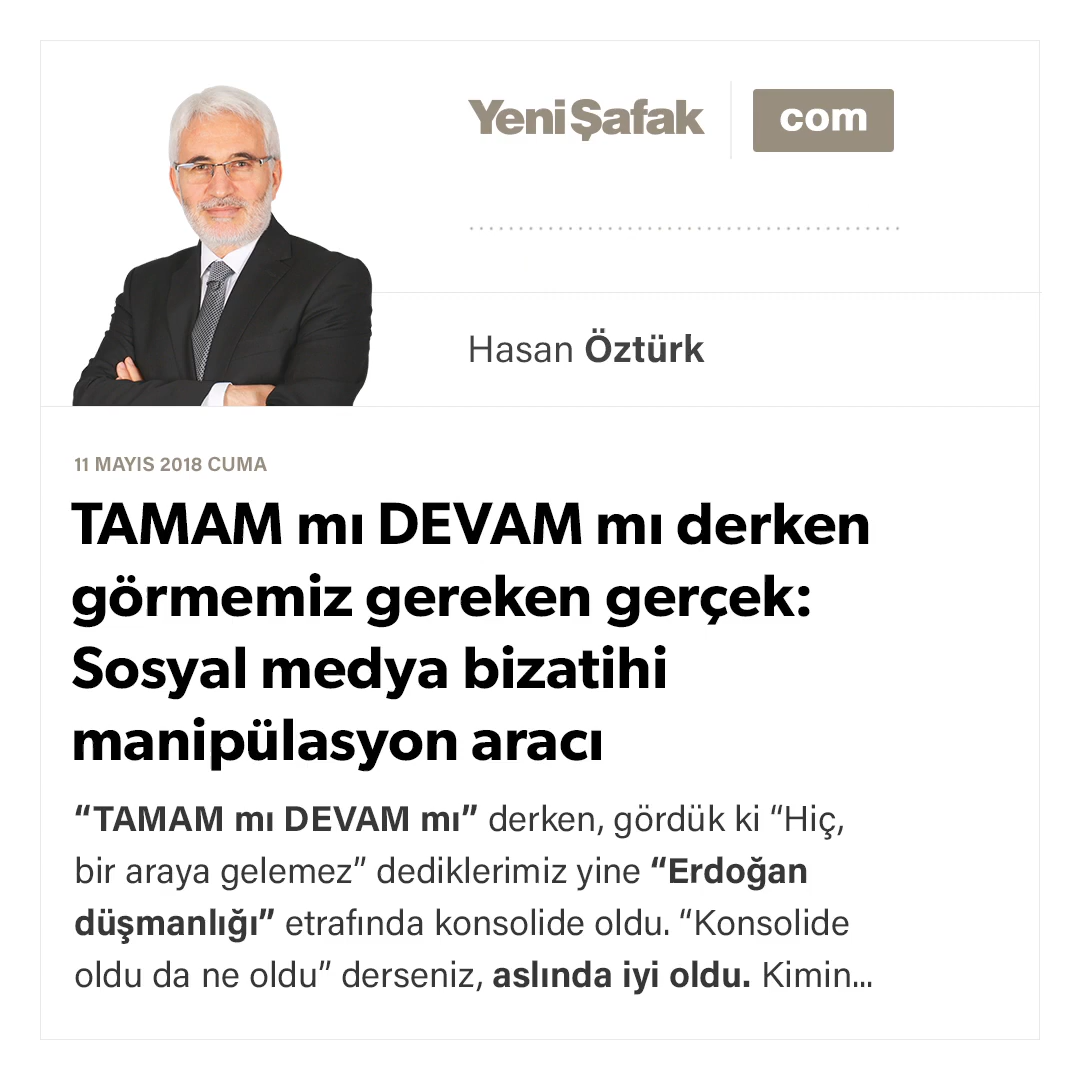 YeniŞafak com
Hasan Öztürk
11 MAYIS 2018 CUMA
TAMAM mı DEVAM mı derken
görmemiz gereken gerçek:
Sosyal medya bizatihi
manipülasyon aracı
“TAMAM mı DEVAM mı” derken, gördük ki “Hiç,
bir araya gelemez” dediklerimiz yine “Erdoğan
düşmanlığı” etrafında konsolide oldu. “Konsolide
oldu da ne oldu” derseniz, aslında iyi oldu. Kimin...